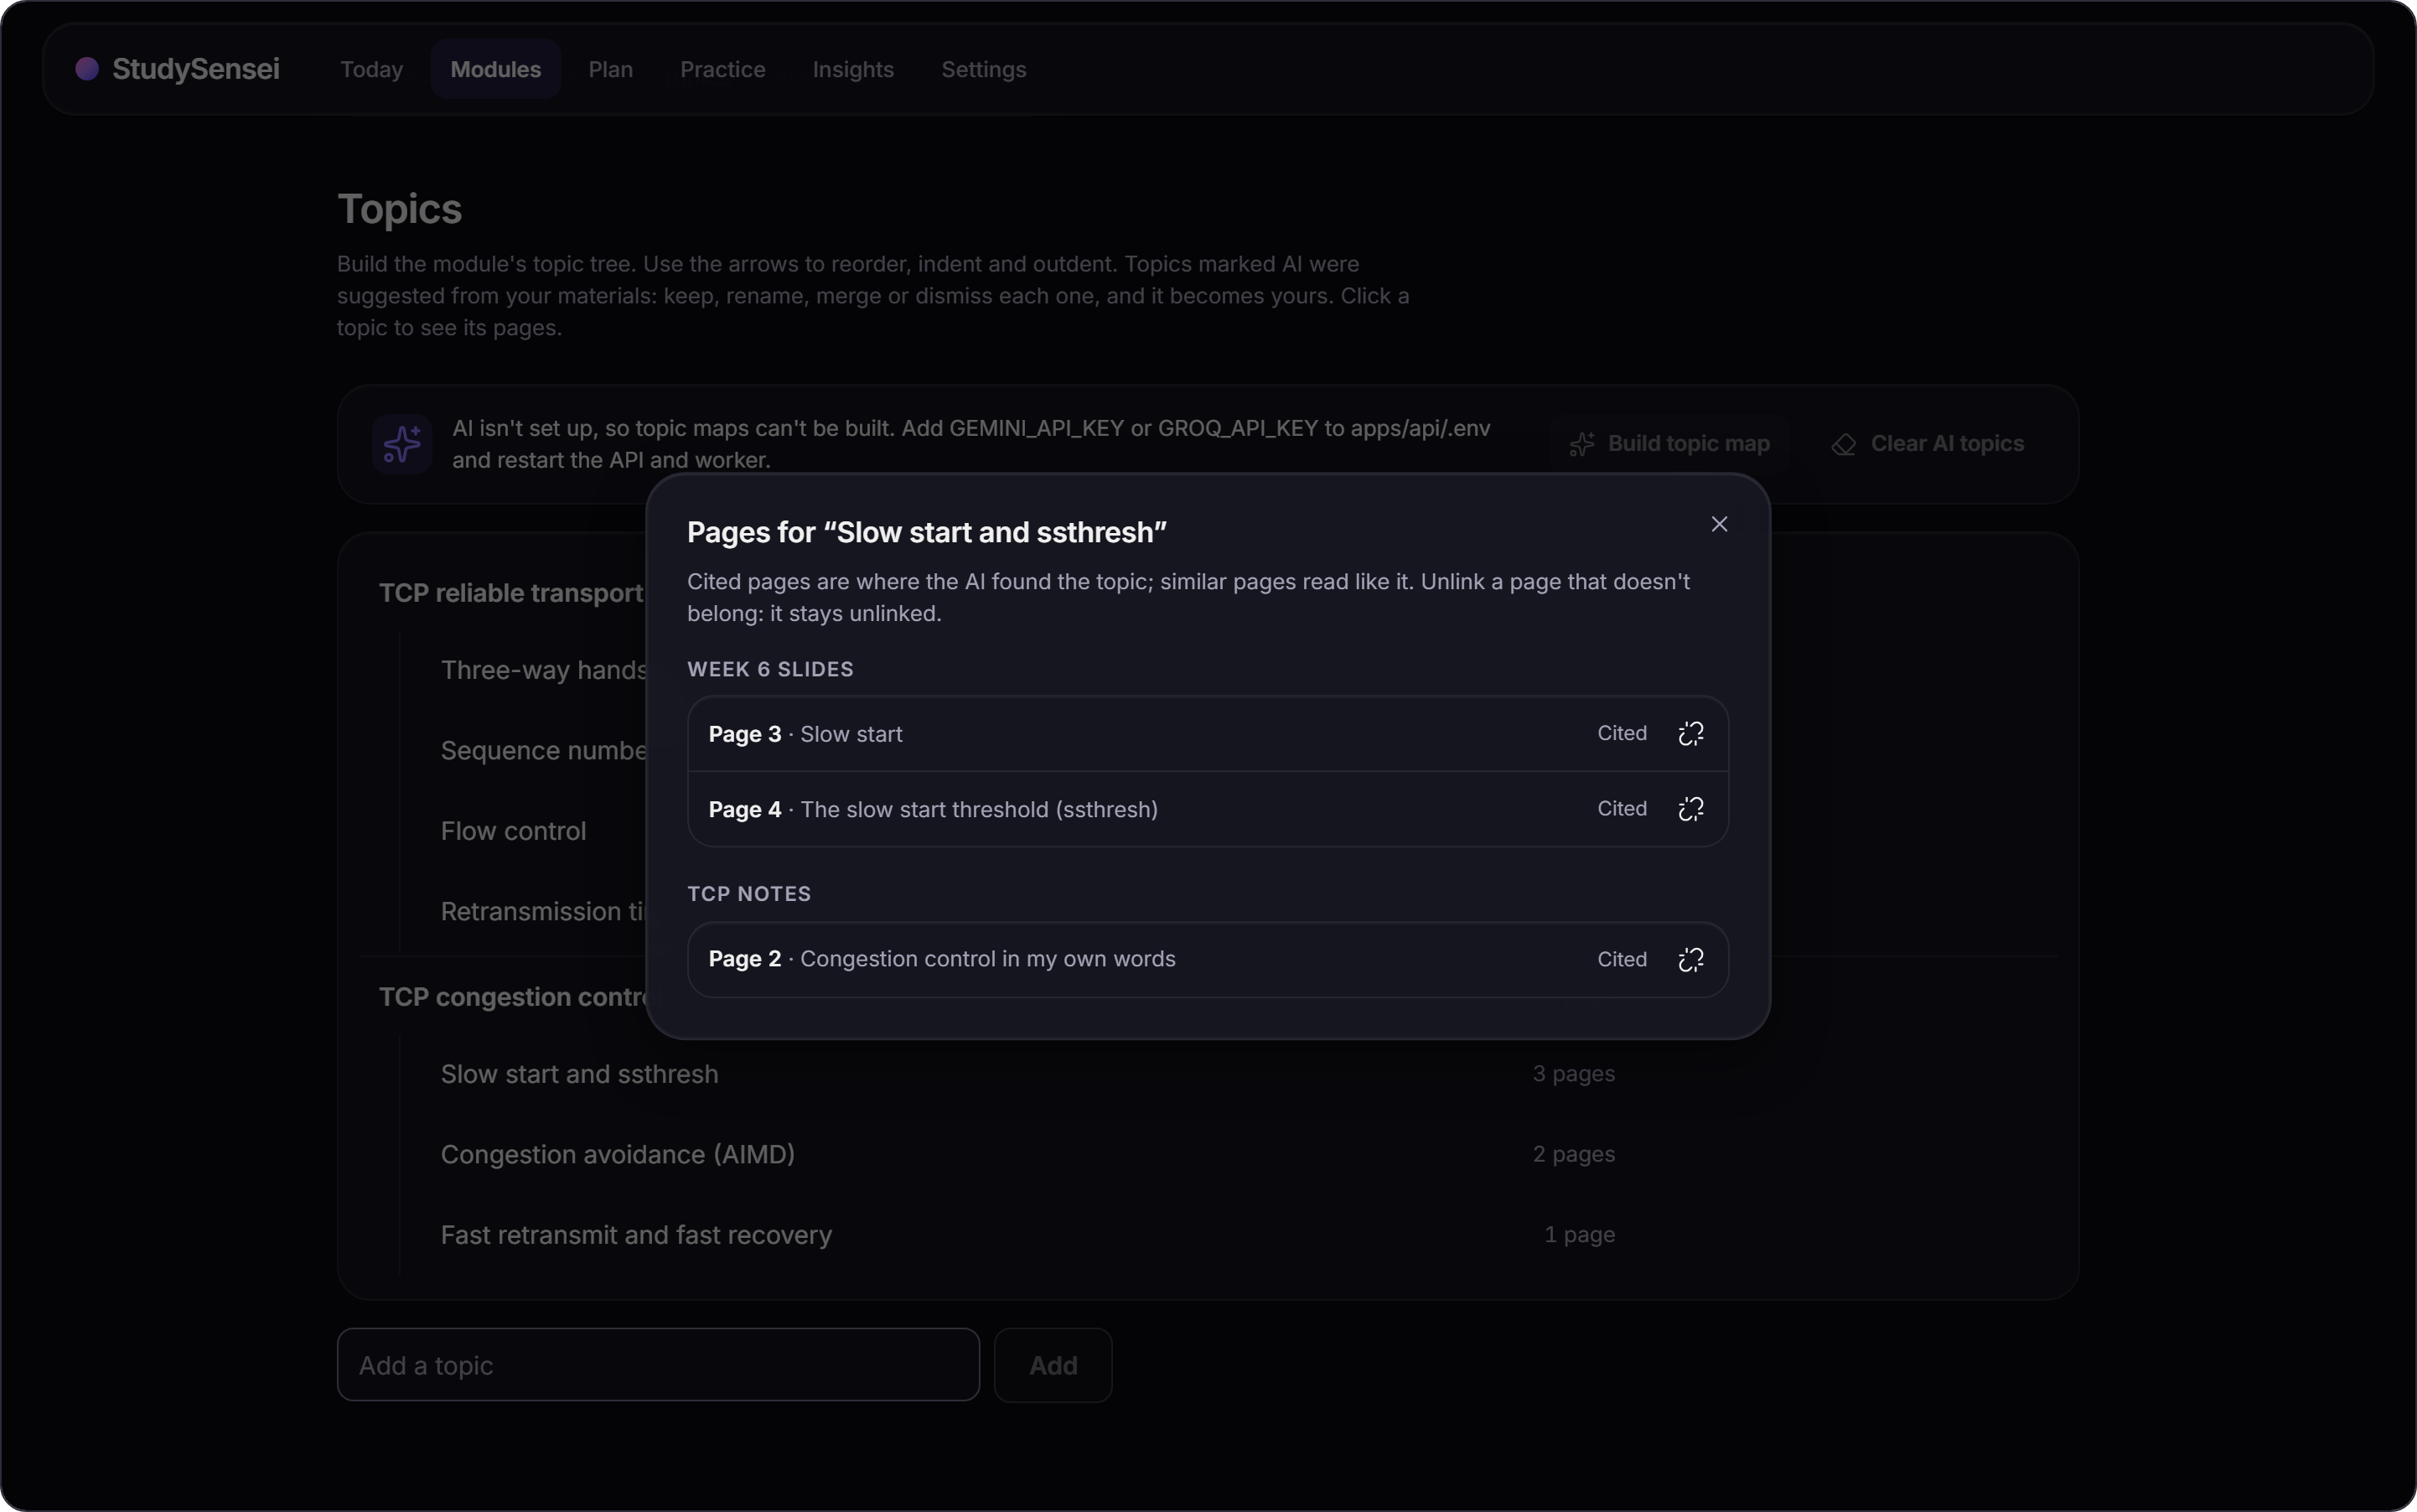 StudySensei
Today
Modules
Plan
Practice
Insights
Settings
Topics
Build the module's topic tree. Use the arrows to reorder, indent and outdent. Topics marked AI were
suggested from your materials: keep, rename, merge or dismiss each one, and it becomes yours. Click a
topic to see its pages.
AI isn't set up, so topic maps can't be built. Add GEMINI_API_KEY or GROQ_API_KEY to apps/api/.env
and restart the API and worker.
Build topic map
Clear AI topics
Pages for “Slow start and ssthresh”
Cited pages are where the AI found the topic; similar pages read like it. Unlink a page that doesn't
belong: it stays unlinked.
WEEK 6 SLIDES
Page 3 · Slow start
Cited
Page 4 · The slow start threshold (ssthresh)
Cited
TCP NOTES
Page 2 · Congestion control in my own words
Cited
TCP reliable transport
Three-way
Sequence
Flow control
Retransmission
TCP congestion
Slow start and ssthresh
3 pages
Congestion avoidance (AIMD)
2 pages
Fast retransmit and fast recovery
1 page
Add a topic
Add